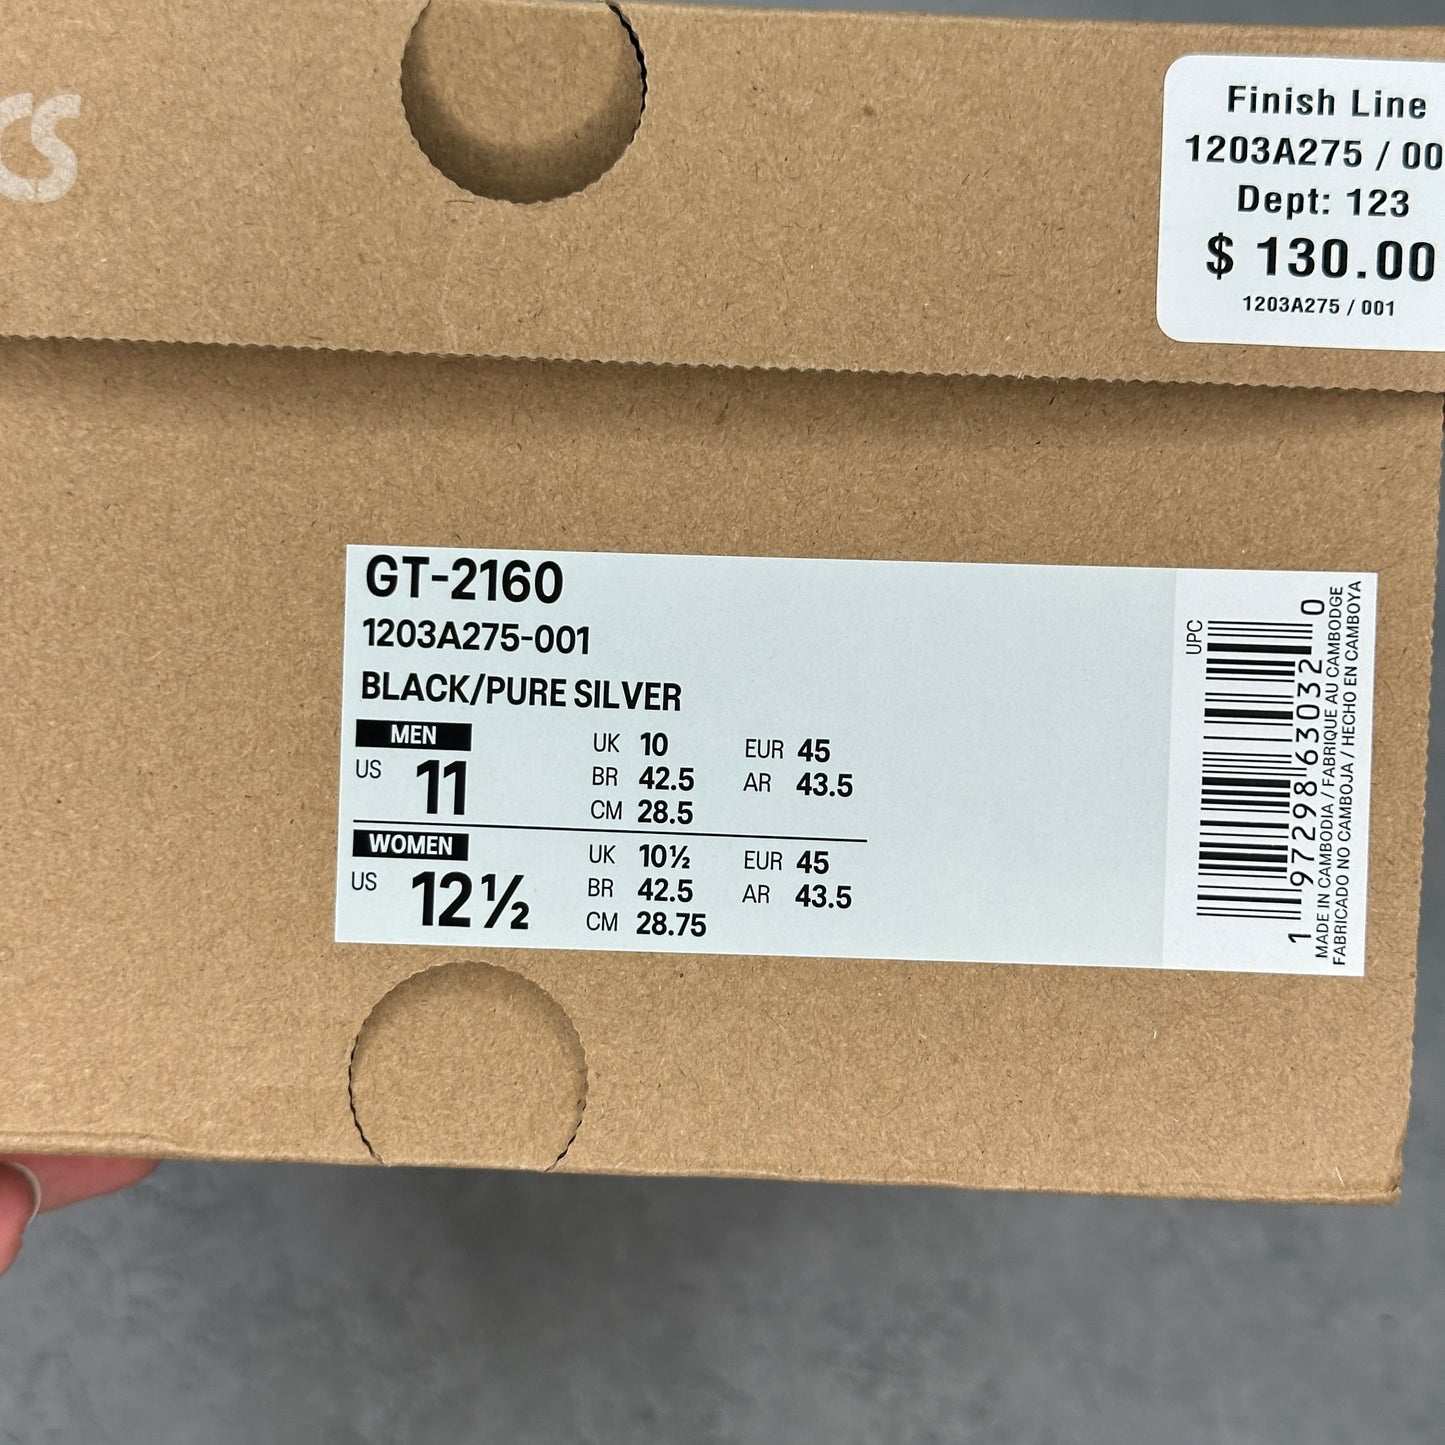 CS
Finish Line
1203A275 / 00
Dept: 123
$ 130.00
1203A275 / 001
GT-2160
1203A275-001
BLACK/PURE SILVER
MEN
US 11
UK 10 EUR 45
BR 42.5 AR 43.5
CM 28.5
WOMEN
US 12½
UK 10½ EUR 45
BR 42.5 AR 43.5
CM 28.75
UPC
1 97298 63032 0
MADE IN CAMBODIA / FABRIQUE AU CAMBODGE
FABRICADO NO CAMBOJA / HECHO EN CAMBOYA